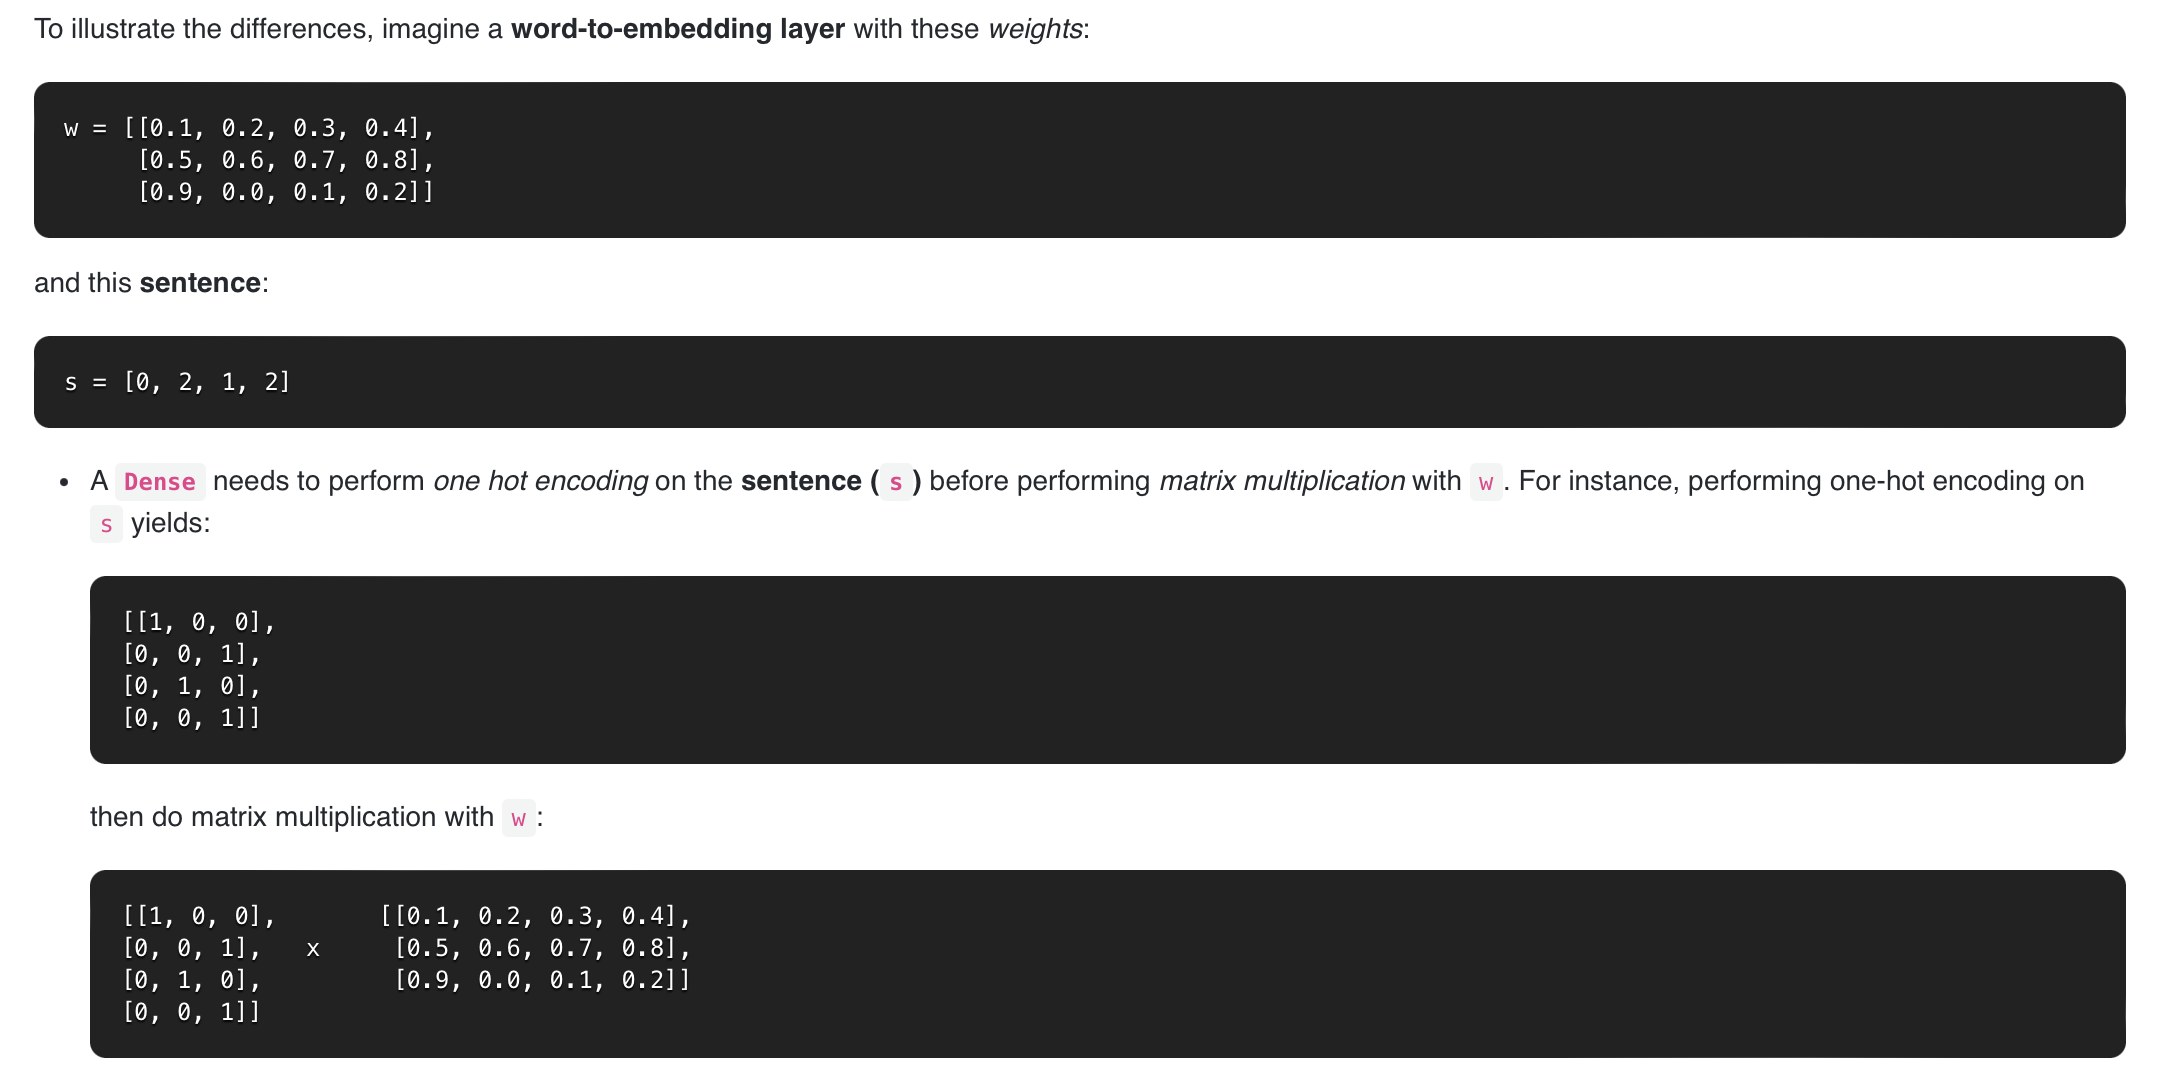 To illustrate the differences, imagine a word-to-embedding layer with these weights:
w = [[0.1, 0.2, 0.3, 0.4],
[0.5, 0.6, 0.7, 0.8],
[0.9, 0.0, 0.1, 0.2]]
and this sentence:
s = [0, 2, 1, 2]
• A Dense needs to perform one hot encoding on the sentence ( s ) before performing matrix multiplication with w . For instance, performing one-hot encoding on
s yields:
[[1, 0, 0],
[0, 0, 1],
[0, 1, 0],
[0, 0, 1]]
then do matrix multiplication with w :
[[1, 0, 0], [[0.1, 0.2, 0.3, 0.4],
[0, 0, 1], x [0.5, 0.6, 0.7, 0.8],
[0, 1, 0], [0.9, 0.0, 0.1, 0.2]]
[0, 0, 1]]